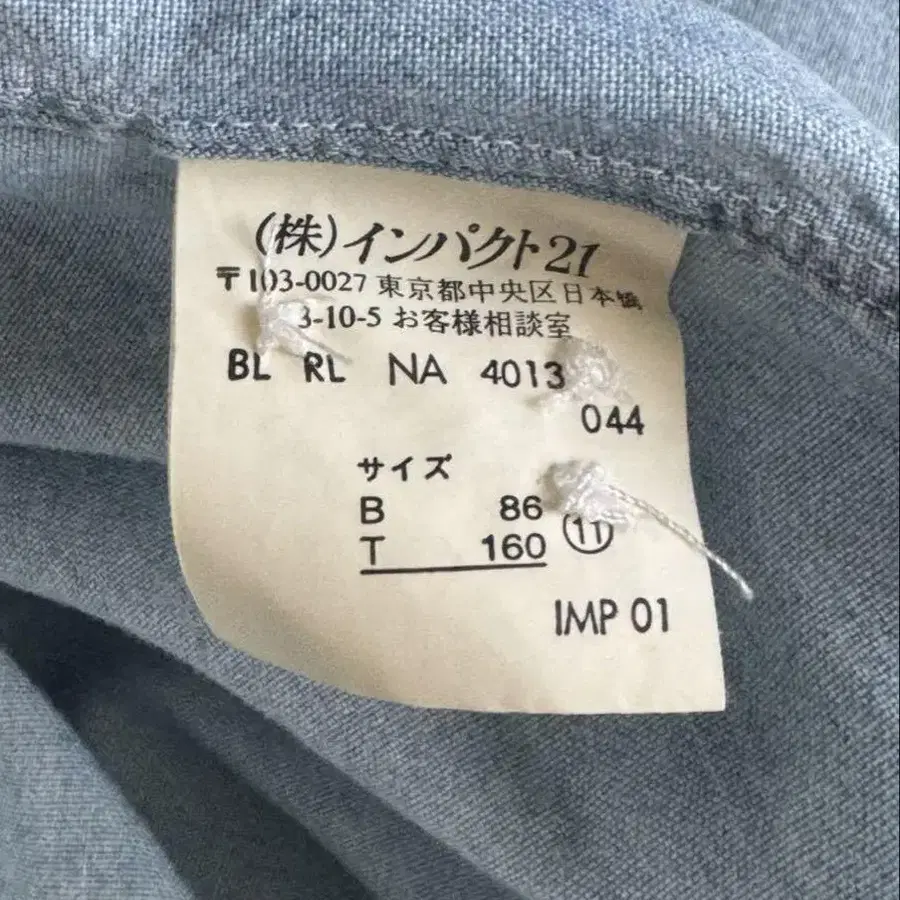 (株)インパクト21
〒103-0027 東京都中央区日本橋
3-10-5 お客様相談室
BL RL NA 4013
044
サイズ
B 86
T 160 ⑪
IMP 01